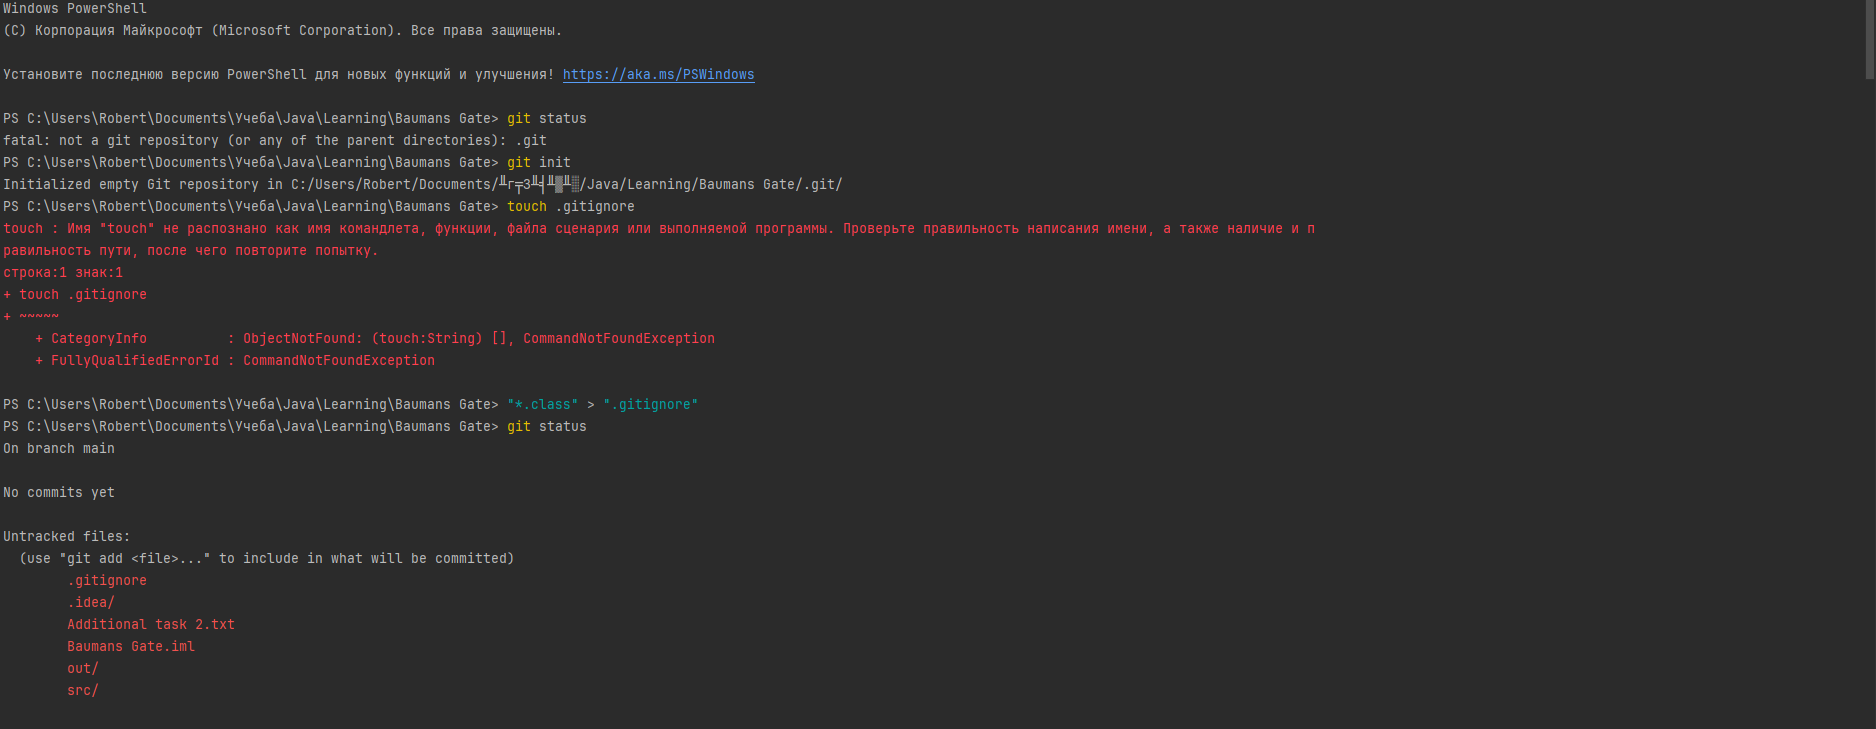 Windows PowerShell
(C) Корпорация Майкрософт (Microsoft Corporation). Все права защищены.
Установите последнюю версию PowerShell для новых функций и улучшения! https://aka.ms/PSWindows
PS C:\Users\Robert\Documents\Учеба\Java\Learning\Baumans Gate> git status
fatal: not a git repository (or any of the parent directories): .git
PS C:\Users\Robert\Documents\Учеба\Java\Learning\Baumans Gate> git init
Initialized empty Git repository in C:/Users/Robert/Documents/╨г╤З╨╡╨▒╨░/Java/Learning/Baumans Gate/.git/
PS C:\Users\Robert\Documents\Учеба\Java\Learning\Baumans Gate> touch .gitignore
touch : Имя "touch" не распознано как имя командлета, функции, файла сценария или выполняемой программы. Проверьте правильность написания имени, а также наличие и п
равильность пути, после чего повторите попытку.
строка:1 знак:1
+ touch .gitignore
+ ~~~~~
    + CategoryInfo          : ObjectNotFound: (touch:String) [], CommandNotFoundException
    + FullyQualifiedErrorId : CommandNotFoundException
PS C:\Users\Robert\Documents\Учеба\Java\Learning\Baumans Gate> "*.class" > ".gitignore"
PS C:\Users\Robert\Documents\Учеба\Java\Learning\Baumans Gate> git status
On branch main
No commits yet
Untracked files:
  (use "git add <file>..." to include in what will be committed)
        .gitignore
        .idea/
        Additional task 2.txt
        Baumans Gate.iml
        out/
        src/